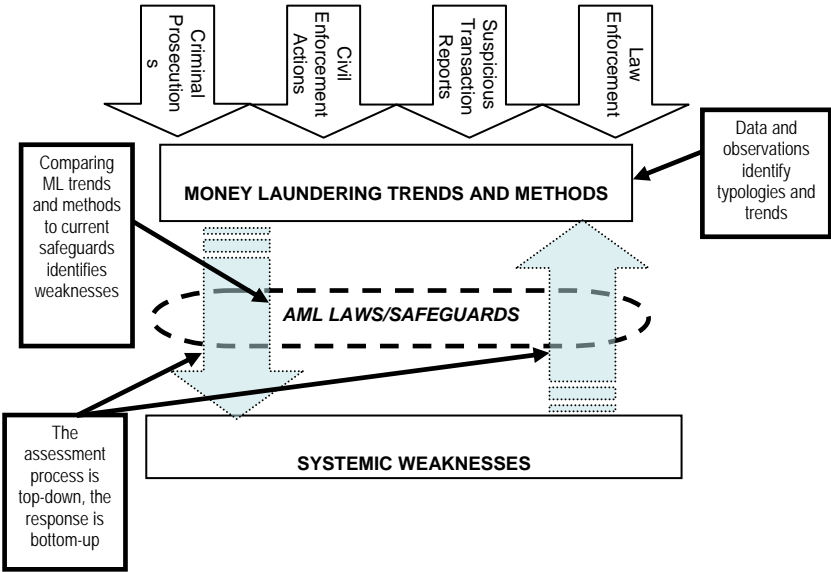 Criminal
Prosecution
s
Civil
Enforcement
Actions
Suspicious
Transaction
Reports
Law
Enforcement
Data and
observations
identify
typologies and
trends
Comparing
ML trends
and methods
to current
safeguards
identifies
weaknesses
MONEY LAUNDERING TRENDS AND METHODS
AML LAWS/SAFEGUARDS
The
assessment
process is
top-down, the
response is
bottom-up
SYSTEMIC WEAKNESSES